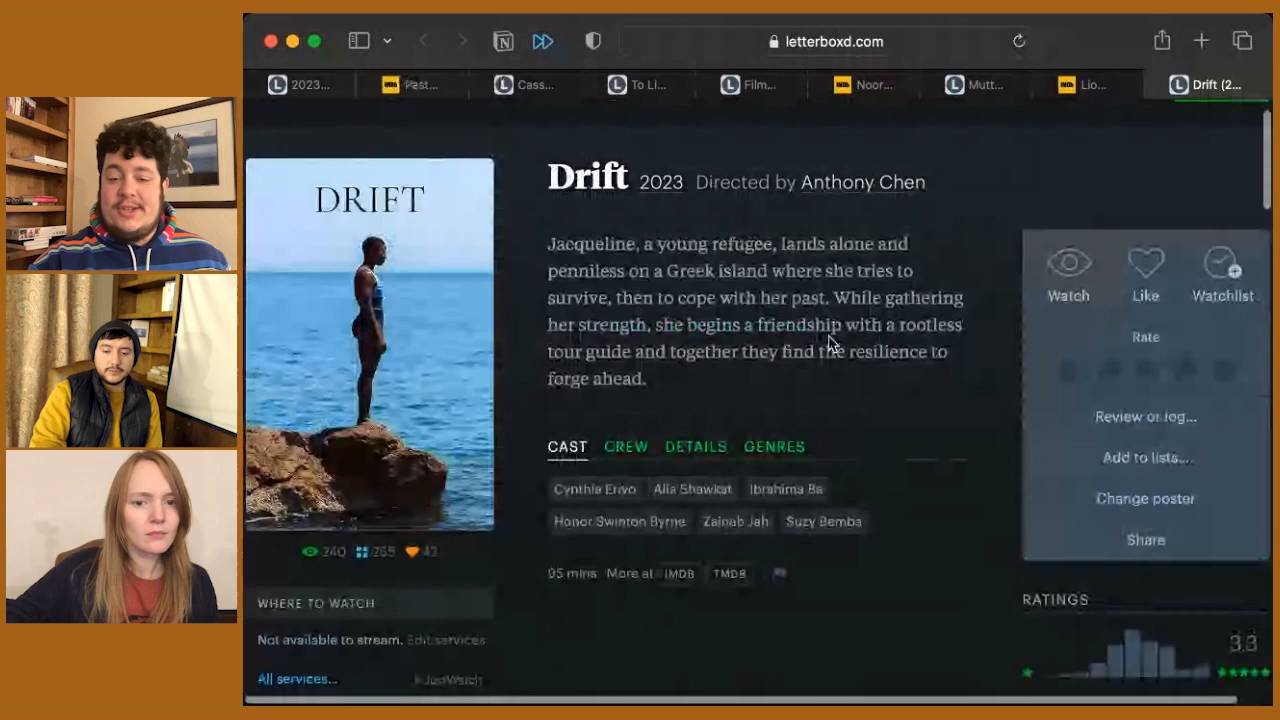 letterboxd.com
2023...
Past...
Cass...
To Li...
Film...
Noor...
Mutt...
Lio...
Drift (2...
DRIFT
Drift 2023 Directed by Anthony Chen
Jacqueline, a young refugee, lands alone and
penniless on a Greek island where she tries to
survive, then to cope with her past. While gathering
her strength, she begins a friendship with a rootless
tour guide and together they find the resilience to
forge ahead.
CAST CREW DETAILS GENRES
Cynthia Erivo Alia Shawkat Ibrahima Ba
Honor Swinton Byrne Zainab Jah Suzy Bemba
95 mins More at IMDB TMDB
Watch Like Watchlist
Rate
Review or log...
Add to lists...
Change poster
Share
RATINGS
3.3
240 265 42
WHERE TO WATCH
Not available to stream. Edit services
All services... JustWatch